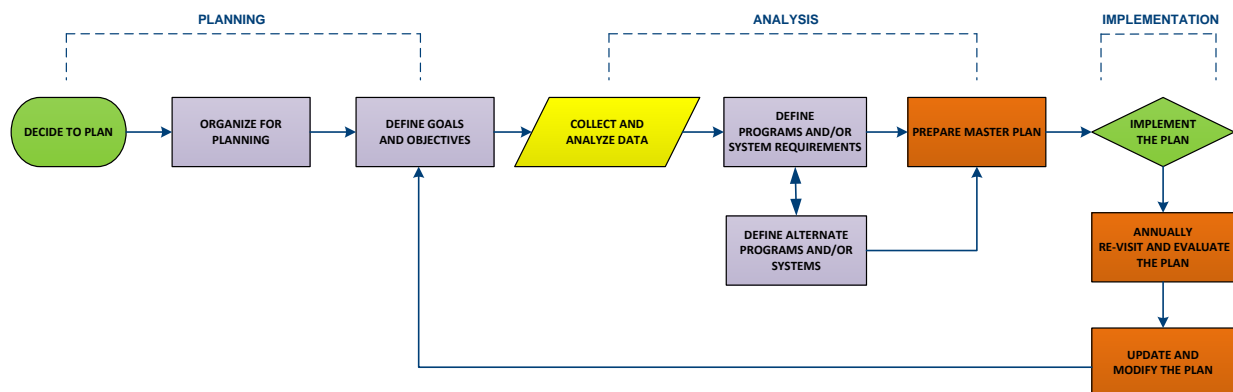 PLANNING
ANALYSIS
IMPLEMENTATION
DECIDE TO PLAN
ORGANIZE FOR
PLANNING
DEFINE GOALS
AND OBJECTIVES
COLLECT AND
ANALYZE DATA
DEFINE
PROGRAMS AND/OR
SYSTEM REQUIREMENTS
PREPARE MASTER PLAN
IMPLEMENT
THE PLAN
DEFINE ALTERNATE
PROGRAMS AND/OR
SYSTEMS
ANNUALLY
RE-VISIT AND EVALUATE
THE PLAN
UPDATE AND
MODIFY THE PLAN